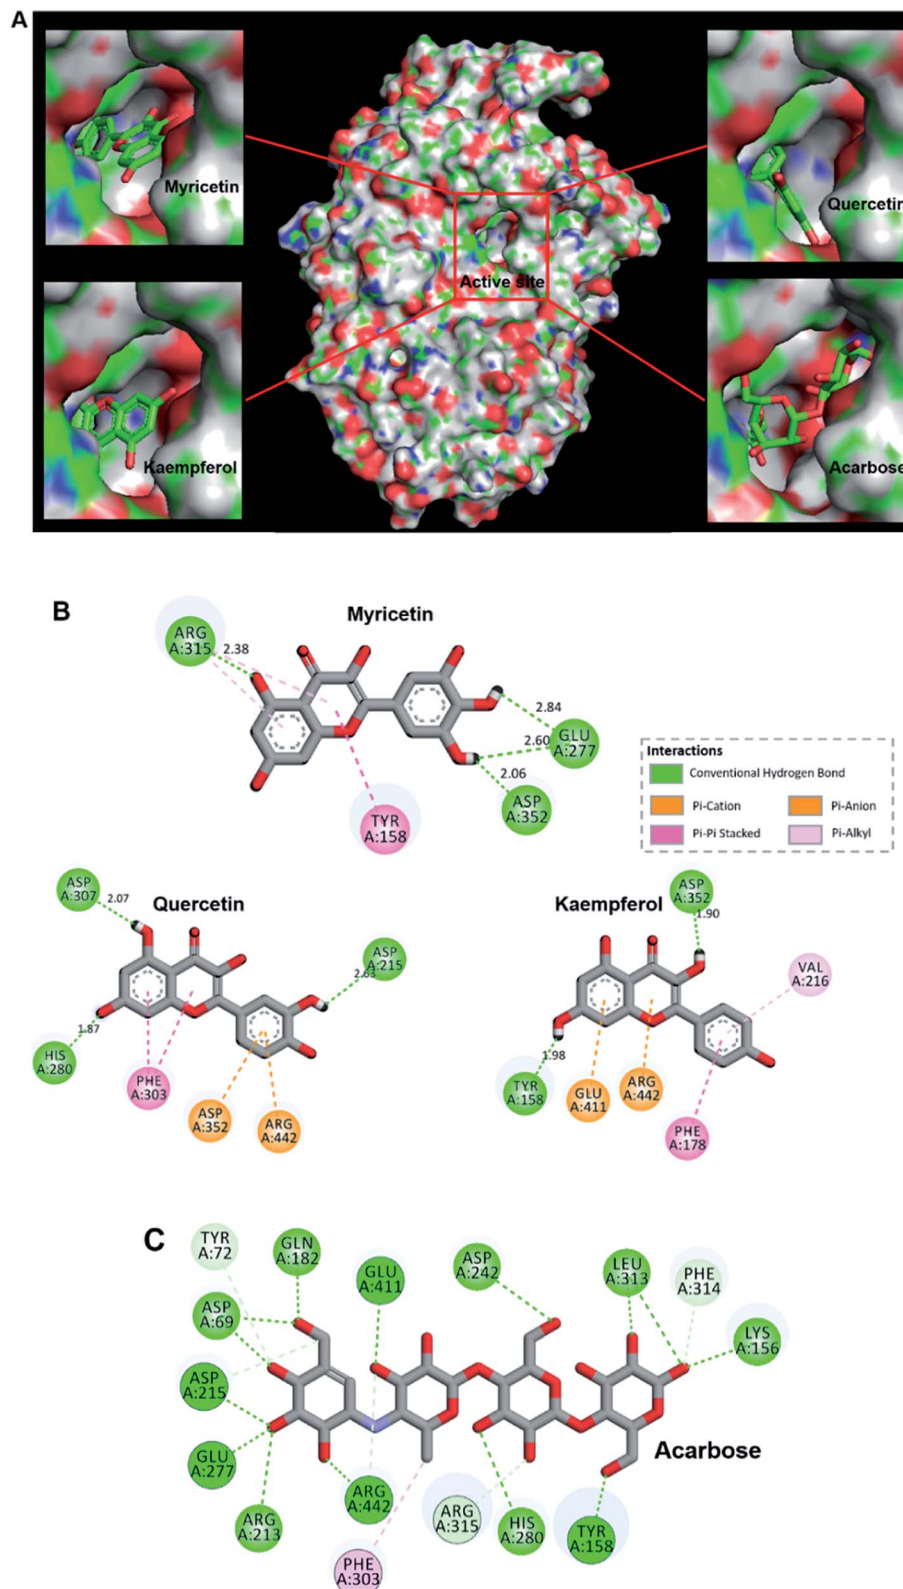 A
Myricetin
Quercetin
Active site
Kaempferol
Acarbose
B
Myricetin
ARG
A:315
2.38
2.84
2.60
GLU
A:277
2.06
ASP
A:352
TYR
A:158
Interactions
Conventional Hydrogen Bond
Pi-Cation
Pi-Anion
Pi-Pi Stacked
Pi-Alkyl
Quercetin
ASP
A:307
2.07
ASP
A:215
2.63
1.87
HIS
A:280
PHE
A:303
ASP
A:352
ARG
A:442
Kaempferol
ASP
A:352
1.90
VAL
A:216
1.98
TYR
A:158
GLU
A:411
ARG
A:442
PHE
A:178
C
TYR
A:72
GLN
A:182
GLU
A:411
ASP
A:242
LEU
A:313
PHE
A:314
ASP
A:69
LYS
A:156
ASP
A:215
Acarbose
GLU
A:277
ARG
A:213
ARG
A:442
ARG
A:315
HIS
A:280
TYR
A:158
PHE
A:303